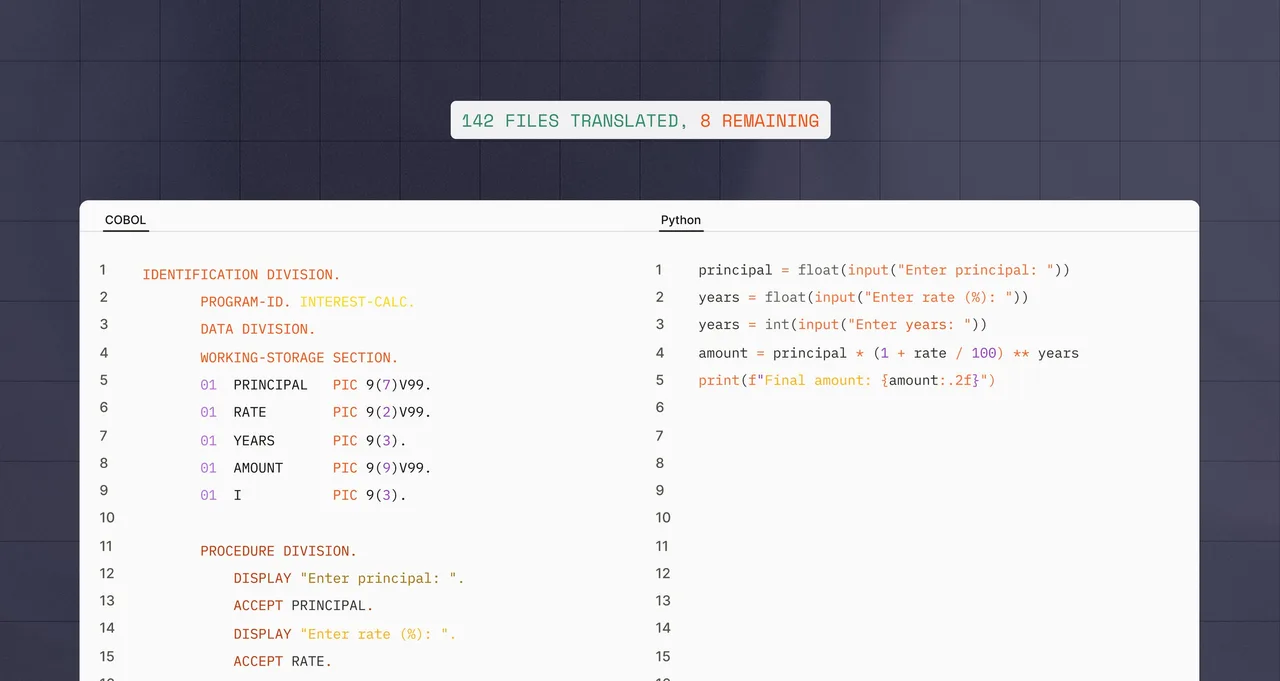 142 FILES TRANSLATED, 8 REMAINING
COBOL
1 IDENTIFICATION DIVISION.
2 PROGRAM-ID. INTEREST-CALC.
3 DATA DIVISION.
4 WORKING-STORAGE SECTION.
5 01 PRINCIPAL PIC 9(7)V99.
6 01 RATE PIC 9(2)V99.
7 01 YEARS PIC 9(3).
8 01 AMOUNT PIC 9(9)V99.
9 01 I PIC 9(3).
10
11 PROCEDURE DIVISION.
12 DISPLAY "Enter principal: ".
13 ACCEPT PRINCIPAL.
14 DISPLAY "Enter rate (%): ".
15 ACCEPT RATE.
Python
1 principal = float(input("Enter principal: "))
2 years = float(input("Enter rate (%): "))
3 years = int(input("Enter years: "))
4 amount = principal * (1 + rate / 100) ** years
5 print(f"Final amount: {amount:.2f}")
6
7
8
9
10
11
12
13
14
15